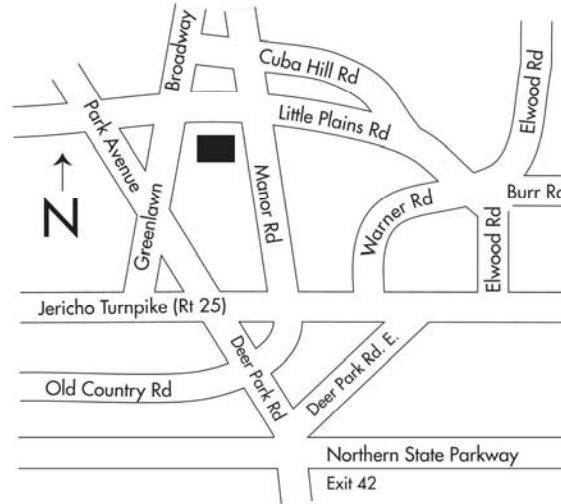 Broadway
Cuba Hill Rd
Elwood Rd
Park Avenue
Little Plains Rd
N
Greenlawn
Manor Rd
Warner Rd
Burr Rd
Elwood Rd
Jericho Turnpike (Rt 25)
Deer Park Rd
Deer Park Rd. E.
Old Country Rd
Northern State Parkway
Exit 42